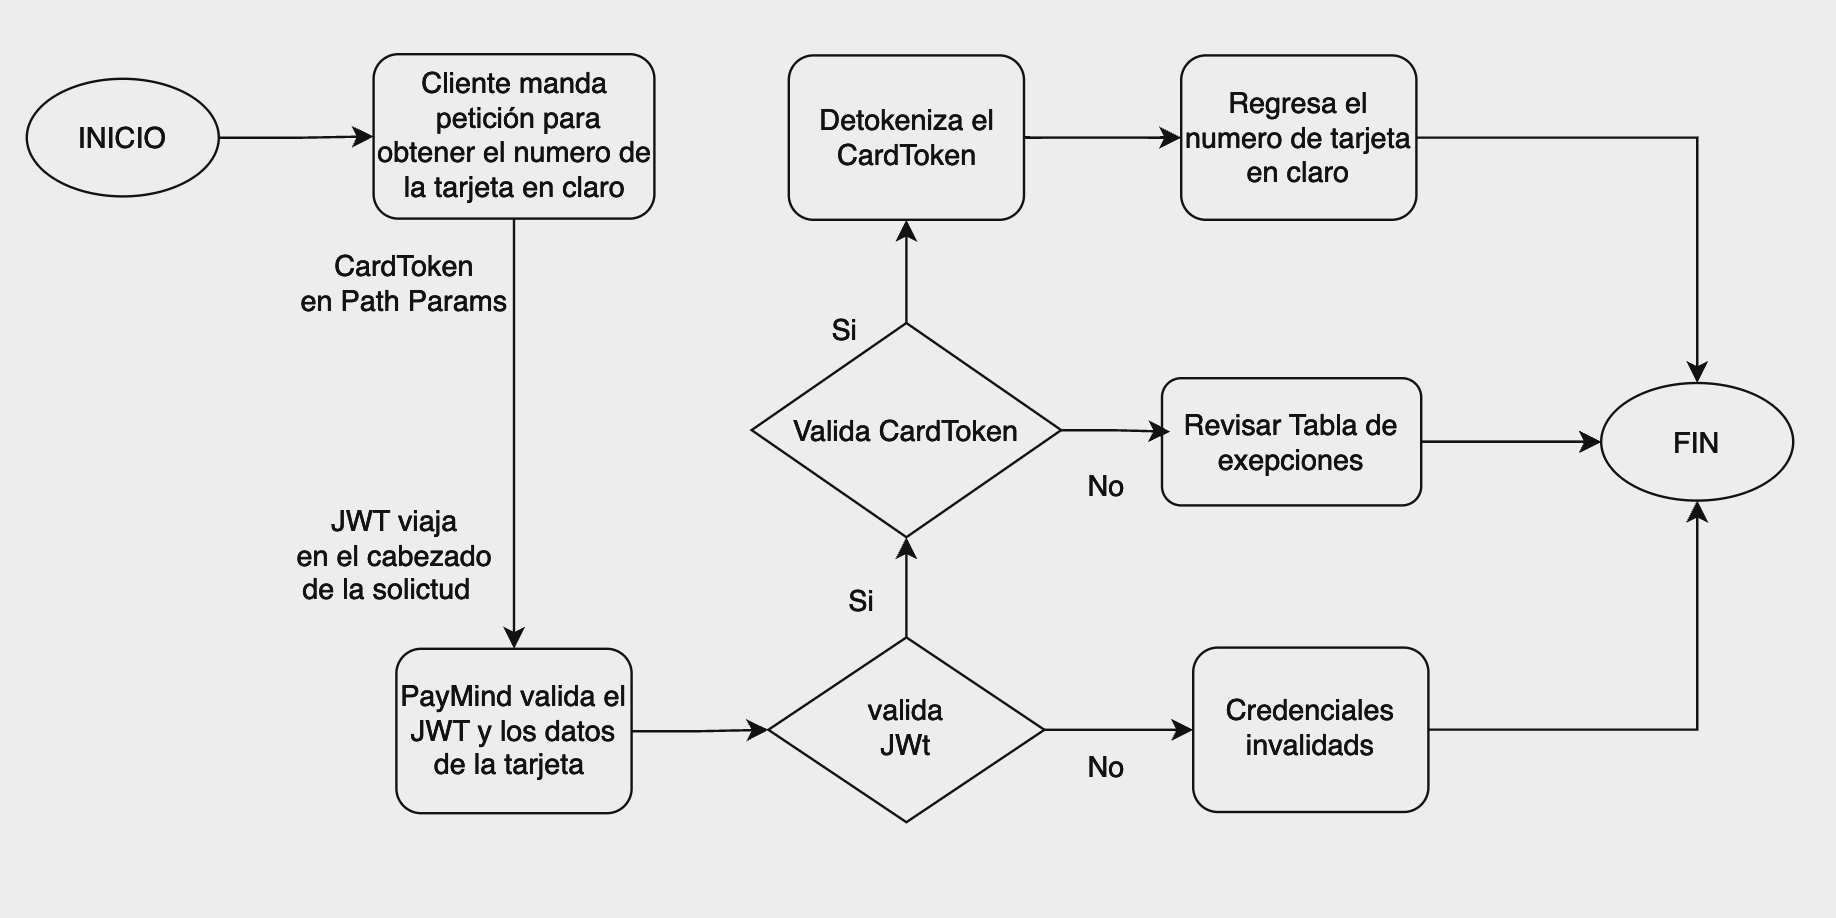 INICIO
Cliente manda
petición para
obtener el numero de
la tarjeta en claro
CardToken
en Path Params
JWT viaja
en el cabezado
de la solictud
PayMind valida el
JWT y los datos
de la tarjeta
valida
JWt
Si
No
Credenciales
invalidads
Valida CardToken
Si
No
Revisar Tabla de
exepciones
Detokeniza el
CardToken
Regresa el
numero de tarjeta
en claro
FIN